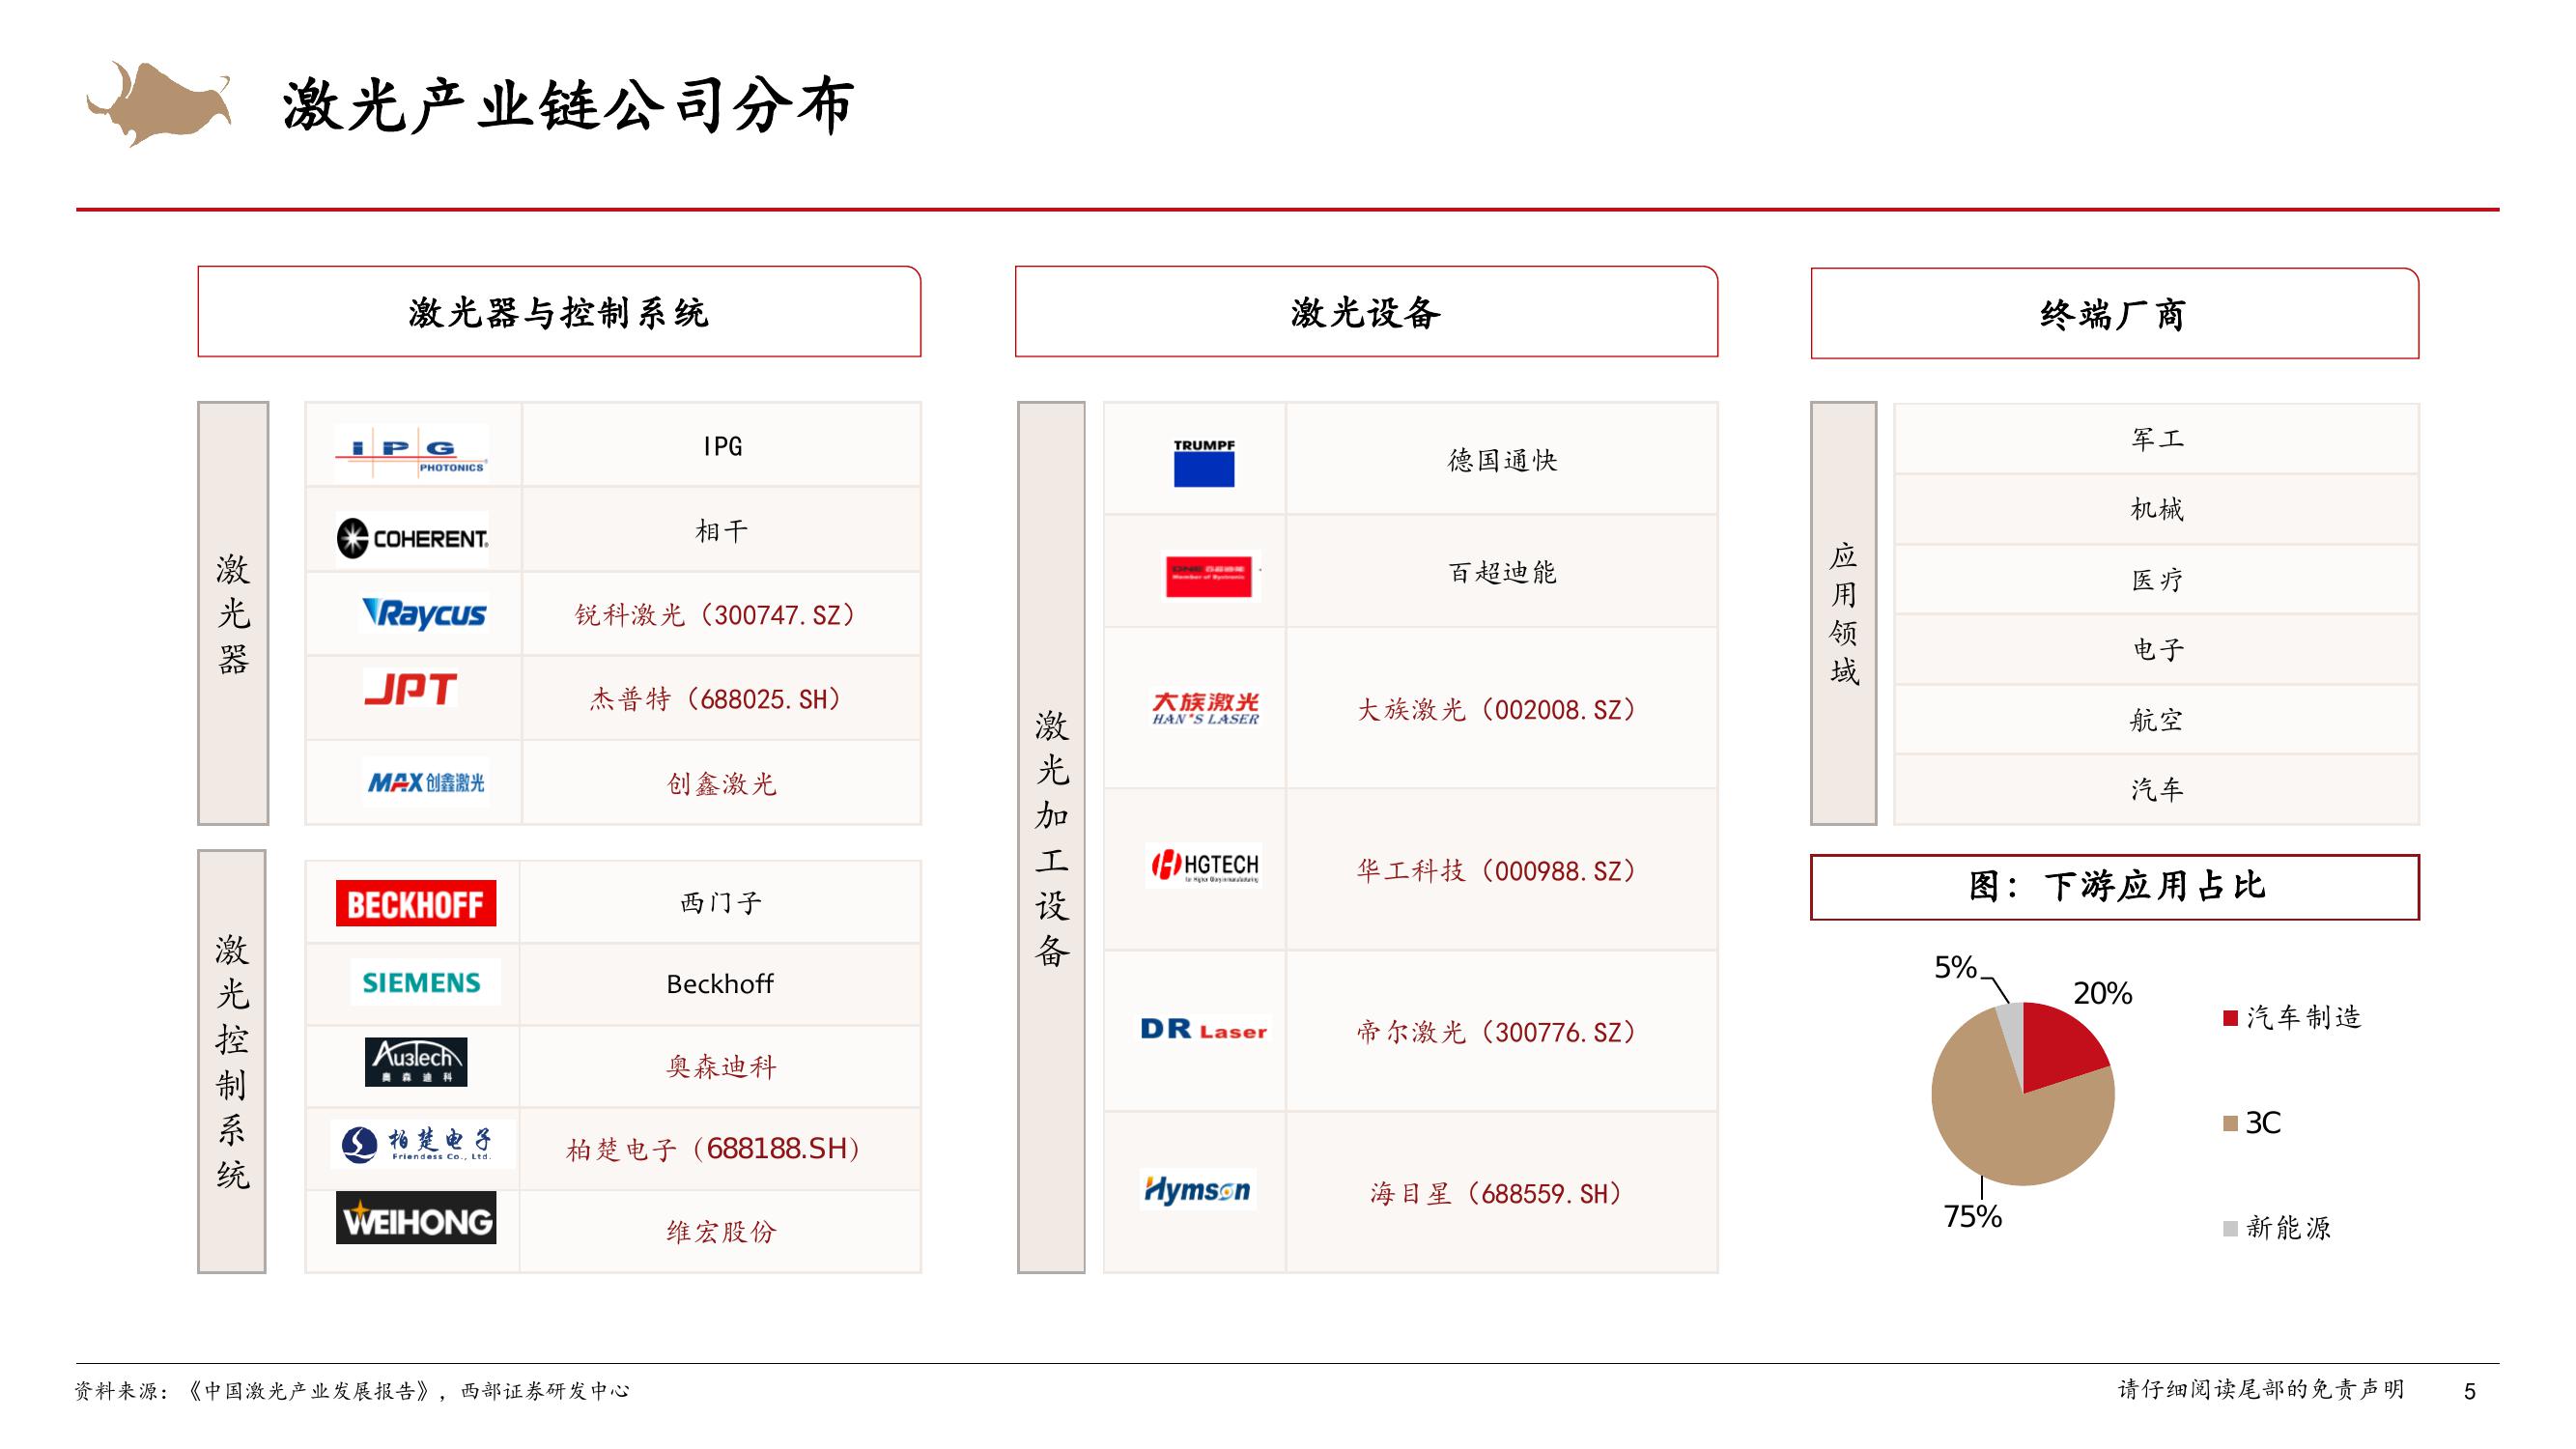 激光产业链公司分布
激光器与控制系统
激光器
IPG PHOTONICS
IPG
COHERENT
相干
Raycus
锐科激光（300747.SZ）
JPT
杰普特（688025.SH）
MAX 创鑫激光
创鑫激光
激光控制系统
BECKHOFF
西门子
SIEMENS
Beckhoff
Au3tech
奥森迪科
奥森迪科
柏楚电子
Friendess Co., Ltd.
柏楚电子（688188.SH）
WEIHONG
维宏股份
激光设备
激光加工设备
TRUMPF
德国通快
Member of Bystronic
百超迪能
大族激光
HAN'S LASER
大族激光（002008.SZ）
HGTECH
华工科技（000988.SZ）
DR Laser
帝尔激光（300776.SZ）
Hymson
海目星（688559.SH）
终端厂商
应用领域
军工
机械
医疗
电子
航空
汽车
图：下游应用占比
5%
20%
75%
汽车制造
3C
新能源
资料来源：《中国激光产业发展报告》，西部证券研发中心
请仔细阅读尾部的免责声明
5